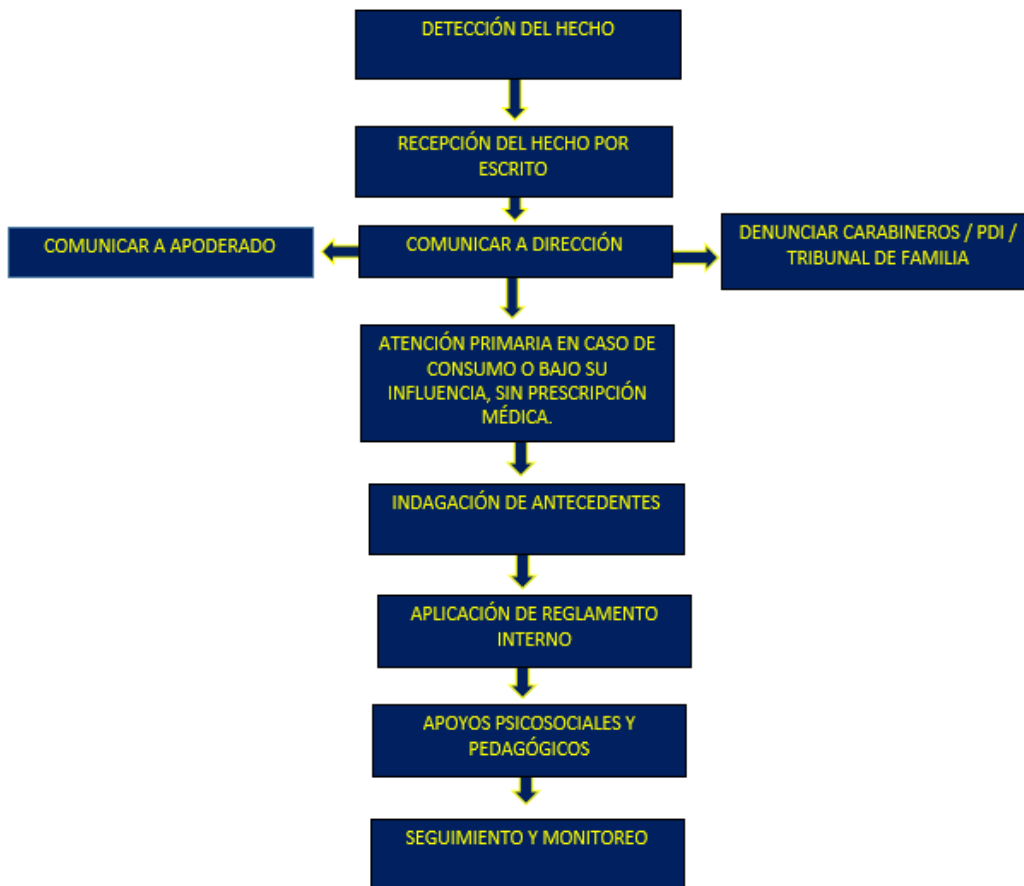 DETECCIÓN DEL HECHO
RECEPCIÓN DEL HECHO POR
ESCRITO
COMUNICAR A APODERADO
COMUNICAR A DIRECCIÓN
DENUNCIAR CARABINEROS / PDI /
TRIBUNAL DE FAMILIA
ATENCIÓN PRIMARIA EN CASO DE
CONSUMO O BAJO SU
INFLUENCIA, SIN PRESCRIPCIÓN
MÉDICA.
INDAGACIÓN DE ANTECEDENTES
APLICACIÓN DE REGLAMENTO
INTERNO
APOYOS PSICOSOCIALES Y
PEDAGÓGICOS
SEGUIMIENTO Y MONITOREO